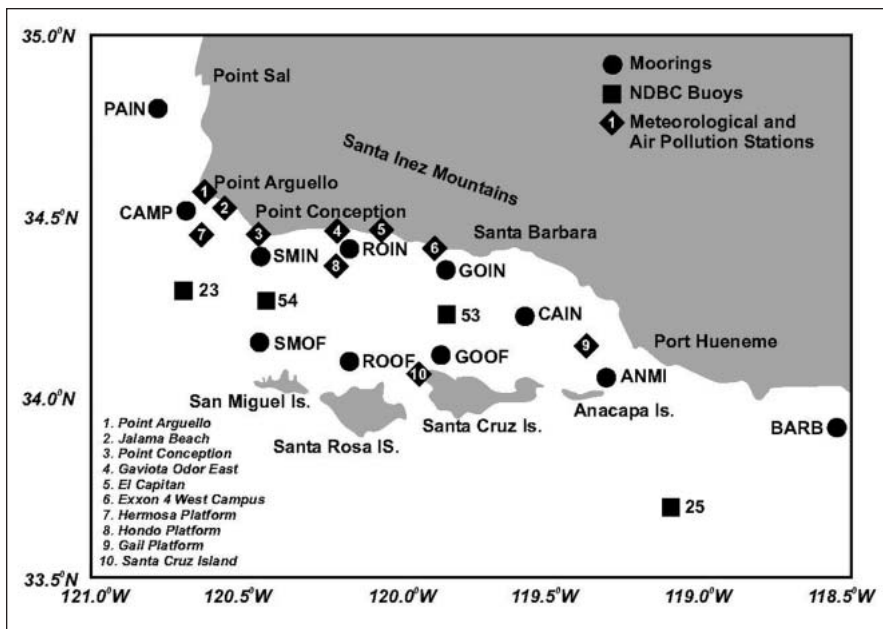 35.0°N
Point Sal
Moorings
NDBC Buoys
1 Meteorological and
Air Pollution Stations
PAIN
Santa Inez Mountains
1 Point Arguello
2
34.5°N
CAMP
Point Conception
7
3
4
5
6
Santa Barbara
SMIN
ROIN
8
GOIN
23
54
53
CAIN
SMOF
ROOF
GOOF
9
Port Hueneme
10
ANMI
34.0°N
San Miguel Is.
Santa Rosa IS.
Santa Cruz Is.
Anacapa Is.
BARB
1. Point Arguello
2. Jalama Beach
3. Point Conception
4. Gaviota Odor East
5. El Capitan
6. Exxon 4 West Campus
7. Hermosa Platform
8. Hondo Platform
9. Gail Platform
10. Santa Cruz Island
25
33.5°N
121.0°W
120.5°W
120.0°W
119.5°W
119.0°W
118.5°W